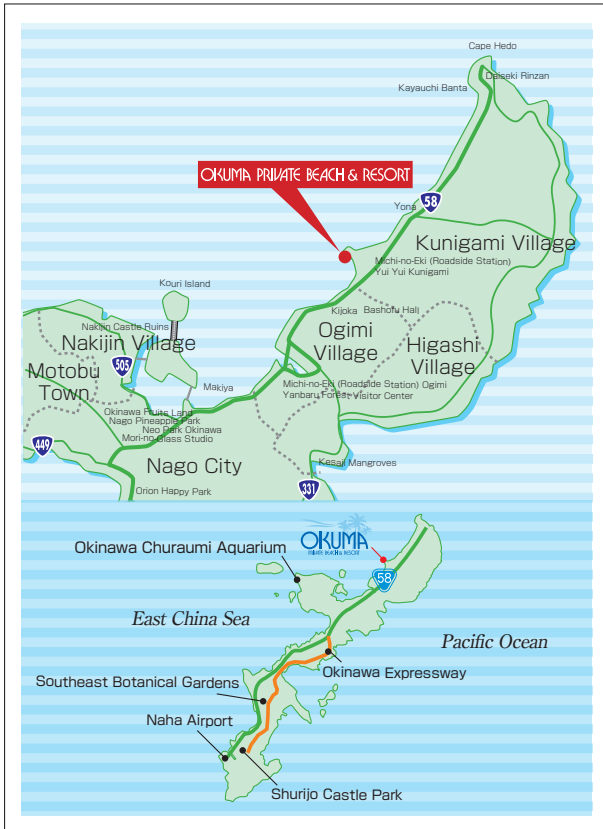 Cape Hedo
Daiseki Rinzan
Kayauchi Banta
OKUMA PRIVATE BEACH & RESORT
58
Yona
Kunigami Village
Michi-no-Eki (Roadside Station)
Yui Yui Kunigami
Kouri Island
Kijoka
Bashofu Hall
Nakijin Castle Ruins
Nakijin Village
Ogimi
Village
Higashi
Village
505
Motobu
Town
Makiya
Michi-no-Eki (Roadside Station) Ogimi
Yanbaru Forest Visitor Center
Okinawa Fruits Land
Nago Pineapple Park
Neo Park Okinawa
Mori-no-Glass Studio
449
Nago City
Kesaji Mangroves
331
Orion Happy Park
OKUMA
PRIVATE BEACH & RESORT
Okinawa Churaumi Aquarium
58
East China Sea
Pacific Ocean
Okinawa Expressway
Southeast Botanical Gardens
Naha Airport
Shurijo Castle Park